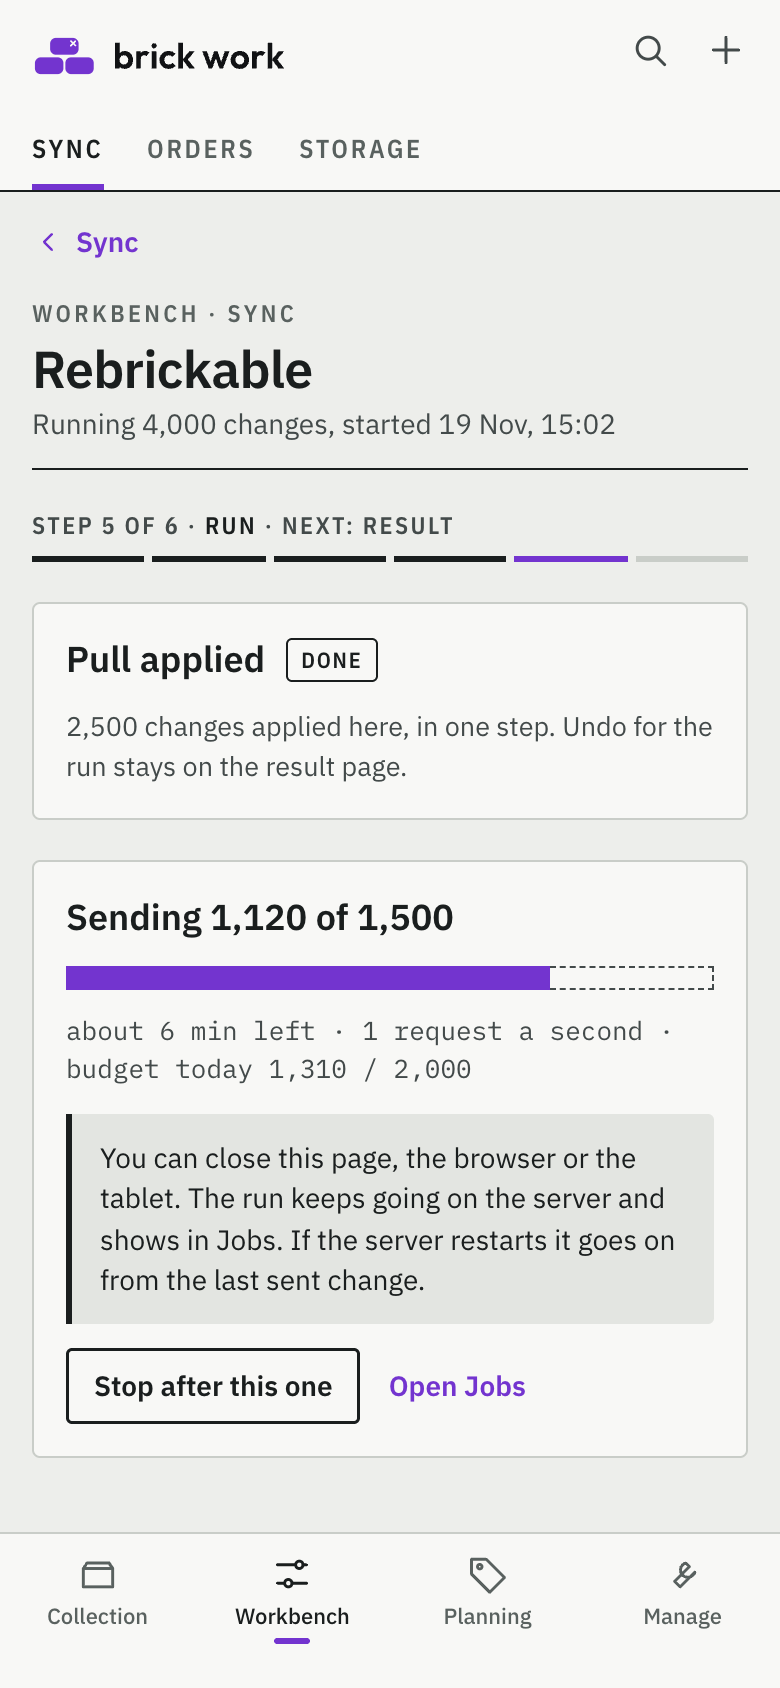 brick work
SYNC ORDERS STORAGE
Sync
WORKBENCH · SYNC
Rebrickable
Running 4,000 changes, started 19 Nov, 15:02
STEP 5 OF 6 · RUN · NEXT: RESULT
Pull applied DONE
2,500 changes applied here, in one step. Undo for the
run stays on the result page.
Sending 1,120 of 1,500
about 6 min left · 1 request a second ·
budget today 1,310 / 2,000
You can close this page, the browser or the
tablet. The run keeps going on the server and
shows in Jobs. If the server restarts it goes on
from the last sent change.
Stop after this one Open Jobs
Collection Workbench Planning Manage